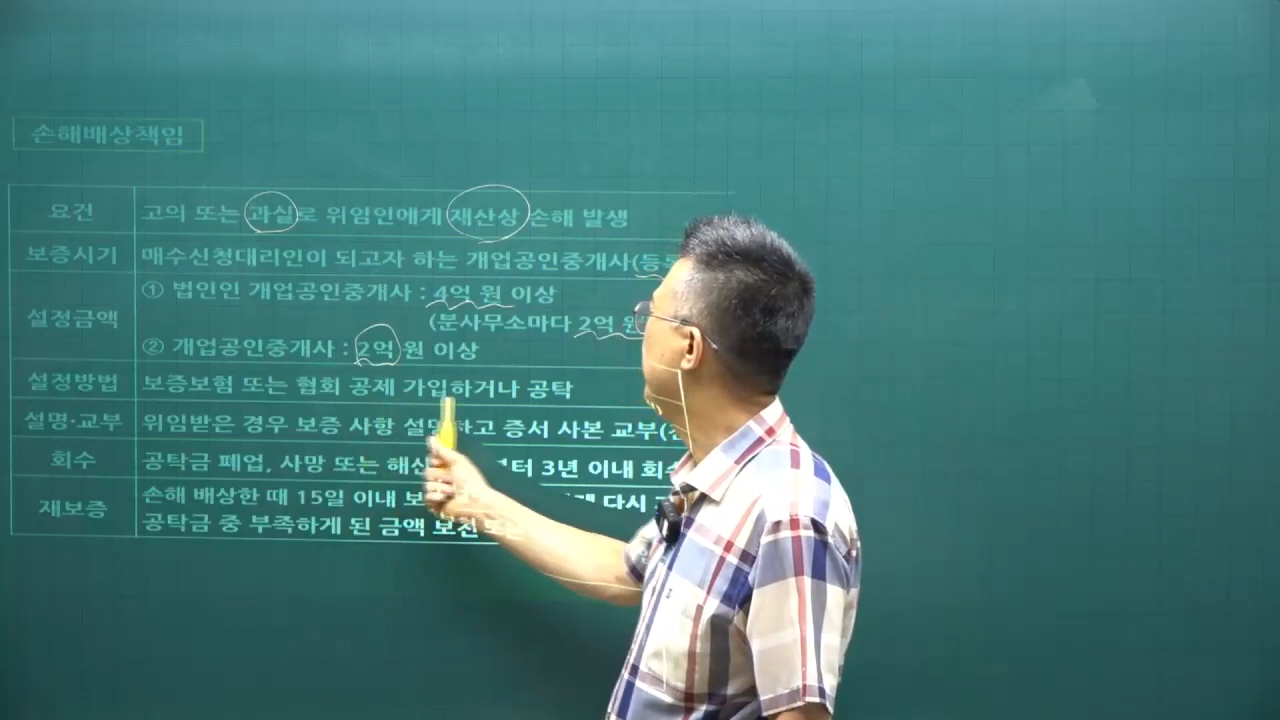 손해배상책임
요건 고의 또는 과실로 위임인에게 재산상 손해 발생
보증시기 매수신청대리인이 되고자 하는 개업공인중개사(등록
설정금액 ① 법인인 개업공인중개사 : 4억 원 이상
(분사무소마다 2억 원
② 개업공인중개사 : 2억 원 이상
설정방법 보증보험 또는 협회 공제 가입하거나 공탁
설명·교부 위임받은 경우 보증 사항 설명하고 증서 사본 교부(
회수 공탁금 폐업, 사망 또는 해산 터 3년 이내 회수
재보증 손해 배상한 때 15일 이내 다시
공탁금 중 부족하게 된 금액 보전